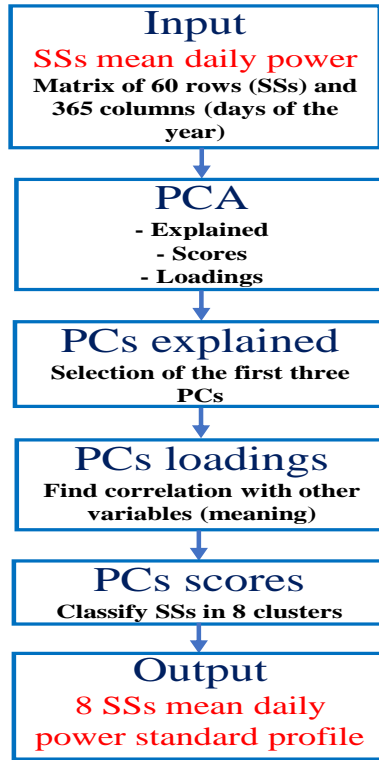 Input
SSs mean daily power
Matrix of 60 rows (SSs) and
365 columns (days of the
year)
PCA
- Explained
- Scores
- Loadings
PCs explained
Selection of the first three
PCs
PCs loadings
Find correlation with other
variables (meaning)
PCs scores
Classify SSs in 8 clusters
Output
8 SSs mean daily
power standard profile